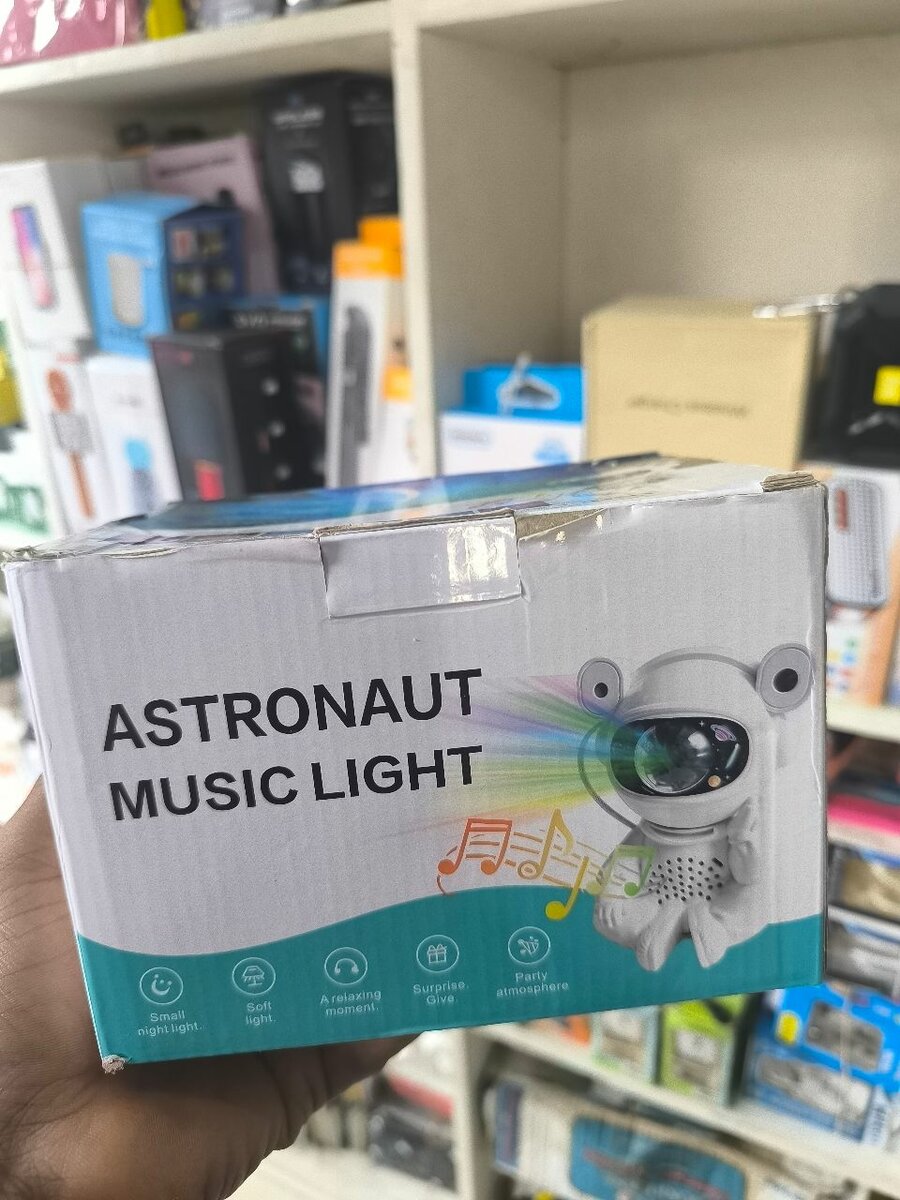 ASTRONAUT
MUSIC LIGHT
Small
night light.
Soft
light.
A relaxing
moment.
Surprise.
Give.
Party
atmosphere